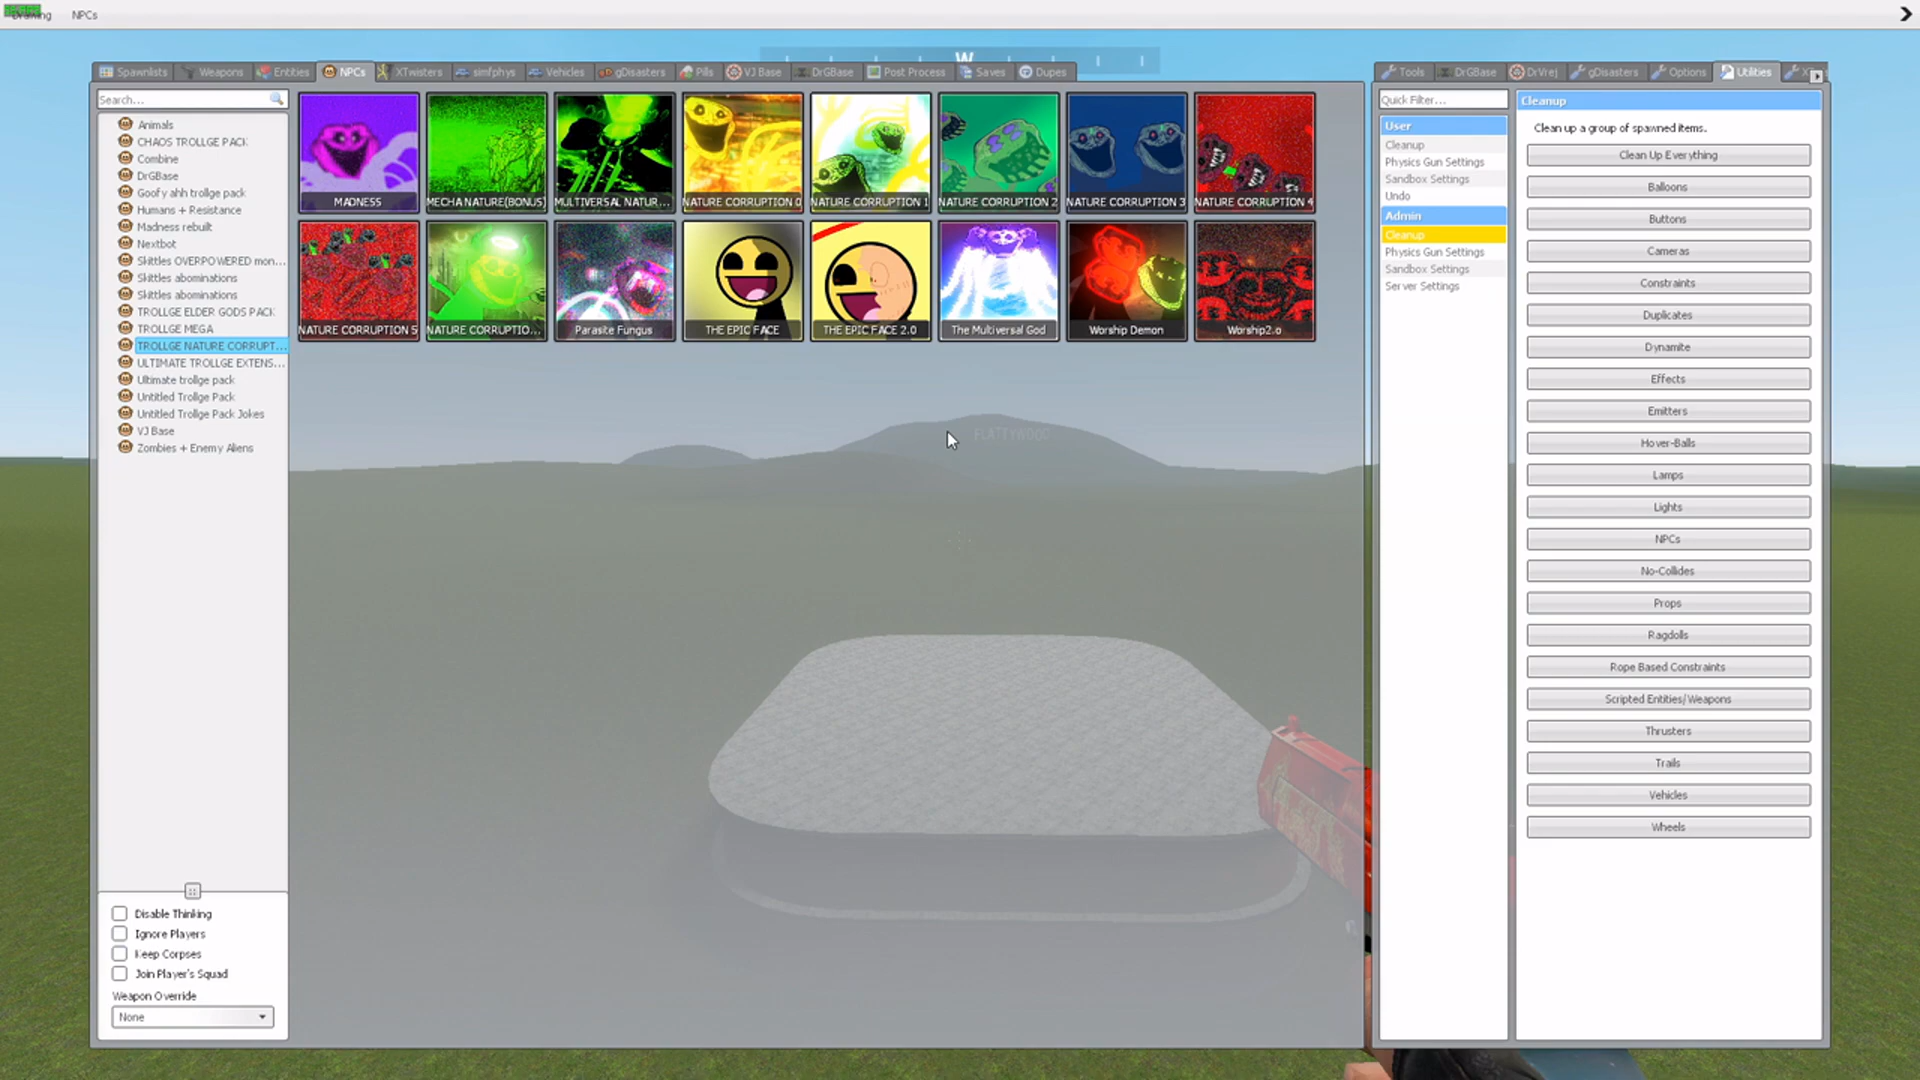 NPCs
W
Spawnlists Weapons Entities NPCs XTwisters simfphys Vehicles gDisasters Pills VJ Base DrGBase Post Process Saves Dupes
Tools DrGBase DrVrej gDisasters Options Utilities
Search...
Animals
CHAOS TROLLGE PACK
Combine
DrGBase
Goofy ahh trollge pack
Humans + Resistance
Madness rebuilt
Nextbot
Skittles OVERPOWERED mon...
Skittles abominations
Skittles abominations
TROLLGE ELDER GODS PACK
TROLLGE MEGA
TROLLGE NATURE CORRUPT...
ULTIMATE TROLLGE EXTENS...
Ultimate trollge pack
Untitled Trollge Pack
Untitled Trollge Pack Jokes
VJ Base
Zombies + Enemy Aliens
Disable Thinking
Ignore Players
Keep Corpses
Join Player's Squad
Weapon Override
None
MADNESS MECHA NATURE(BONUS) MULTIVERSAL NATUR... NATURE CORRUPTION 0 NATURE CORRUPTION 1 NATURE CORRUPTION 2 NATURE CORRUPTION 3 NATURE CORRUPTION 4
NATURE CORRUPTION 5 NATURE CORRUPTIO... Parasite Fungus THE EPIC FACE THE EPIC FACE 2.0 The Multiversal God Worship Demon Worship2.o
FLATTYWOOD
Quick Filter...
User
Cleanup
Physics Gun Settings
Sandbox Settings
Undo
Admin
Cleanup
Physics Gun Settings
Sandbox Settings
Server Settings
Cleanup
Clean up a group of spawned items.
Clean Up Everything
Balloons
Buttons
Cameras
Constraints
Duplicates
Dynamite
Effects
Emitters
Hover-Balls
Lamps
Lights
NPCs
No-Collides
Props
Ragdolls
Rope Based Constraints
Scripted Entities/Weapons
Thrusters
Trails
Vehicles
Wheels